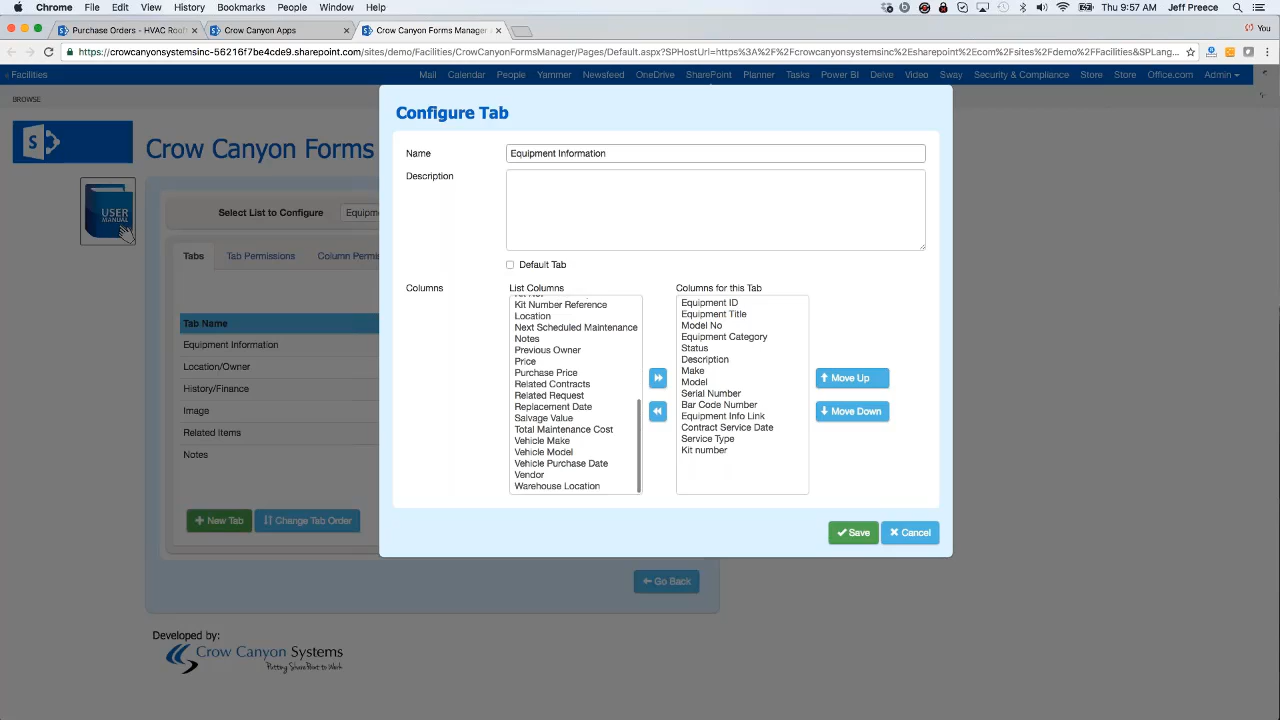 Chrome File Edit View History Bookmarks People Window Help Thu 9:57 AM Jeff Preece
Purchase Orders - HVAC Roof Crow Canyon Apps Crow Canyon Forms Manager You
https://crowcanyonsystemsinc-56216f7be4cde9.sharepoint.com/sites/demo/Facilities/CrowCanyonFormsManager/Pages/Default.aspx?SPHostUrl=https%3A%2F%2Fcrowcanyonsystemsinc%2Esharepoint%2Ecom%2Fsites%2Fdemo%2FFacilities&SPLang...
Facilities Mail Calendar People Yammer Newsfeed OneDrive SharePoint Planner Tasks Power BI Delve Video Sway Security & Compliance Store Store Office.com Admin
BROWSE
Configure Tab
Crow Canyon Forms
USER MANUAL
Select List to Configure Equipm
Tabs Tab Permissions Column Permis
Tab Name
Equipment Information
Location/Owner
History/Finance
Image
Related Items
Notes
New Tab Change Tab Order
Name Equipment Information
Description
Default Tab
Columns List Columns Columns for this Tab
Kit Number Reference
Location
Next Scheduled Maintenance
Notes
Previous Owner
Price
Purchase Price
Related Contracts
Related Request
Replacement Date
Salvage Value
Total Maintenance Cost
Vehicle Make
Vehicle Model
Vehicle Purchase Date
Vendor
Warehouse Location
Equipment ID
Equipment Title
Model No
Equipment Category
Status
Description
Make
Model
Serial Number
Bar Code Number
Equipment Info Link
Contract Service Date
Service Type
Kit number
Move Up
Move Down
Save Cancel
Go Back
Developed by:
Crow Canyon Systems
Putting SharePoint to Work